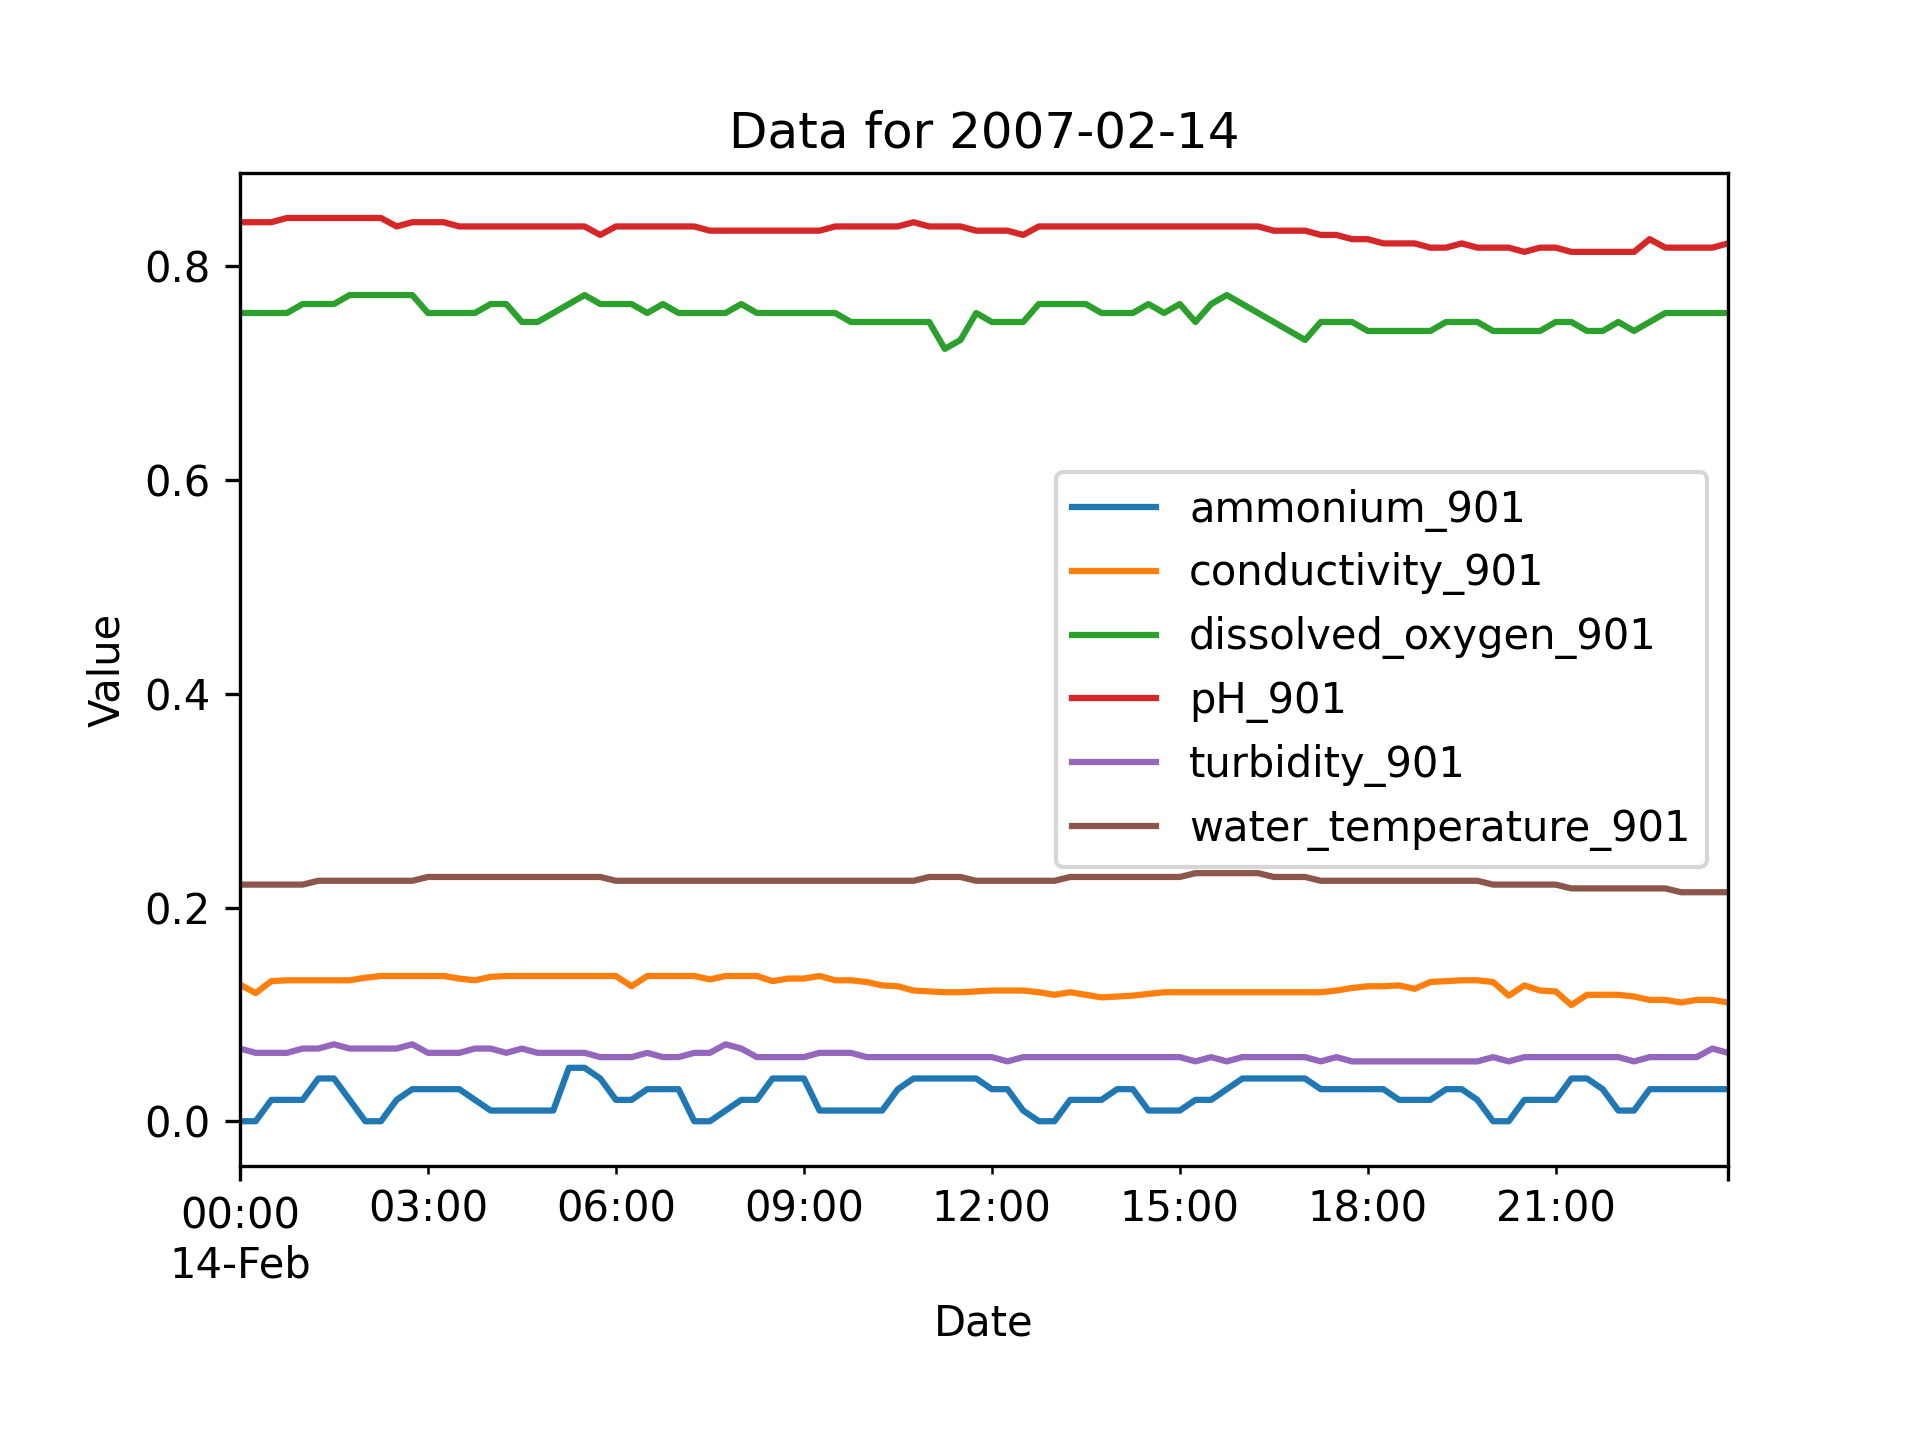 Data for 2007-02-14
Value
0.8
0.6
0.4
0.2
0.0
ammonium_901
conductivity_901
dissolved_oxygen_901
pH_901
turbidity_901
water_temperature_901
00:00 03:00 06:00 09:00 12:00 15:00 18:00 21:00
14-Feb
Date